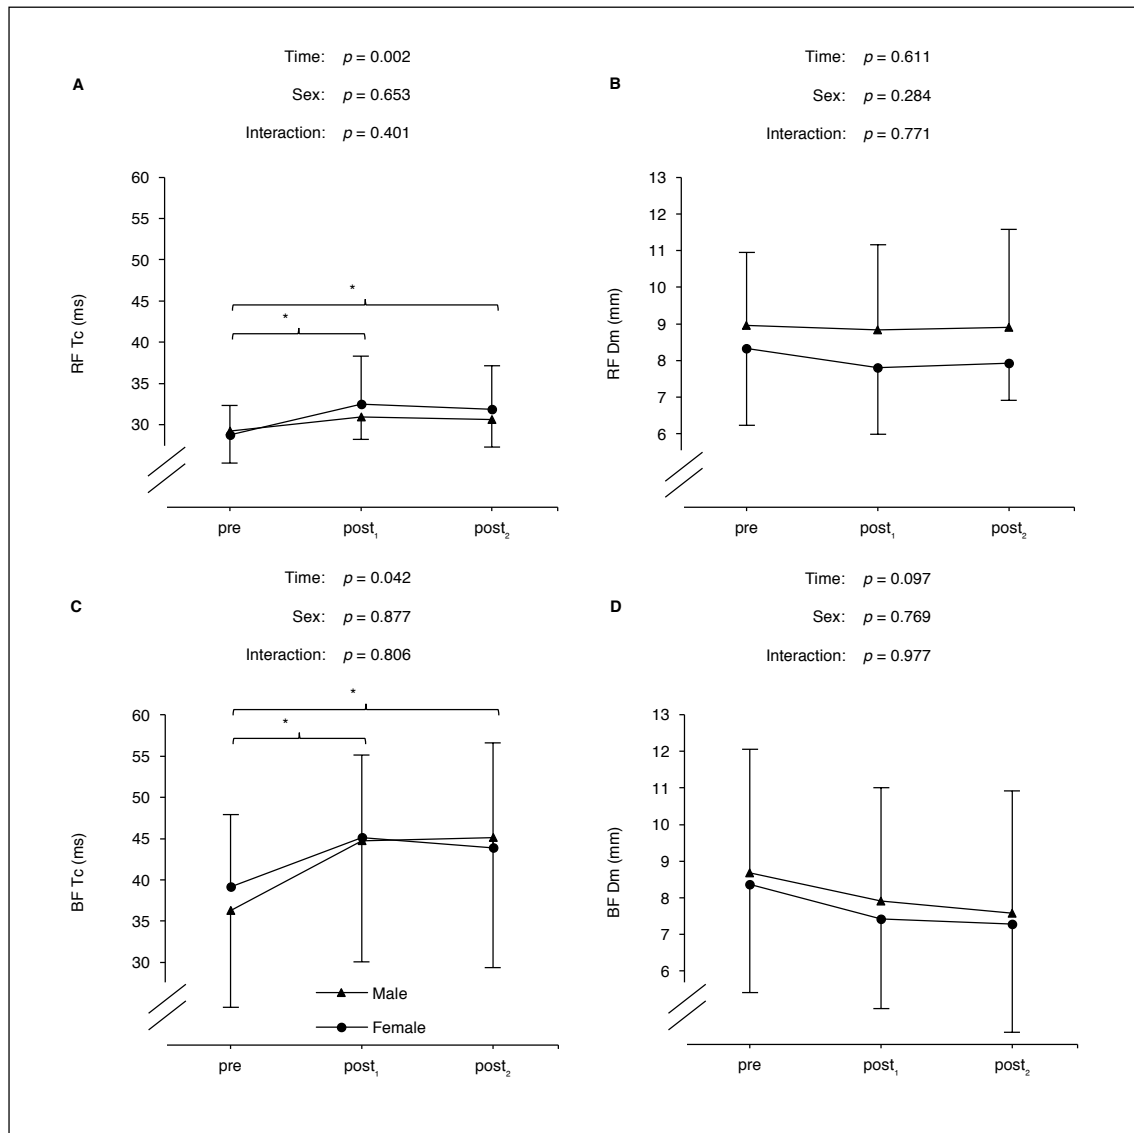 A
Time: p = 0.002
Sex: p = 0.653
Interaction: p = 0.401
60
55
50
45
40
35
30
RF Tc (ms)
*
*
pre
post₁
post₂
B
Time: p = 0.611
Sex: p = 0.284
Interaction: p = 0.771
13
12
11
10
9
8
7
6
RF Dm (mm)
pre
post₁
post₂
C
Time: p = 0.042
Sex: p = 0.877
Interaction: p = 0.806
60
55
50
45
40
35
30
BF Tc (ms)
*
*
Male
Female
pre
post₁
post₂
D
Time: p = 0.097
Sex: p = 0.769
Interaction: p = 0.977
13
12
11
10
9
8
7
6
BF Dm (mm)
pre
post₁
post₂